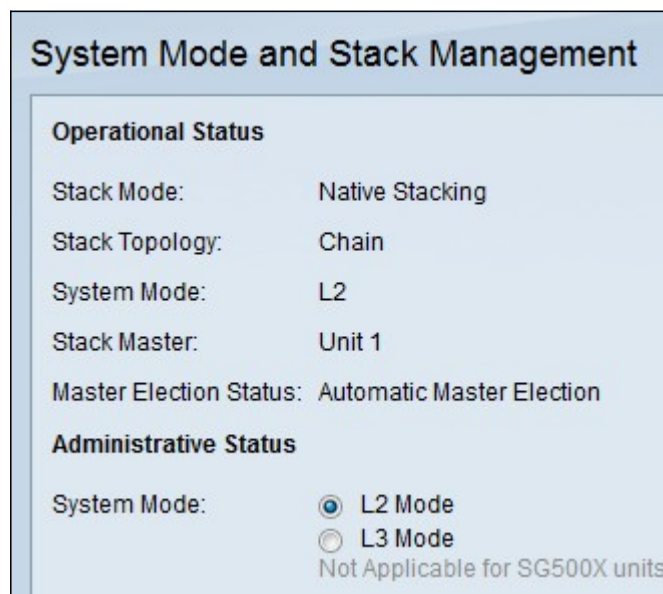 System Mode and Stack Management
Operational Status
Stack Mode: Native Stacking
Stack Topology: Chain
System Mode: L2
Stack Master: Unit 1
Master Election Status: Automatic Master Election
Administrative Status
System Mode: L2 Mode
L3 Mode
Not Applicable for SG500X units